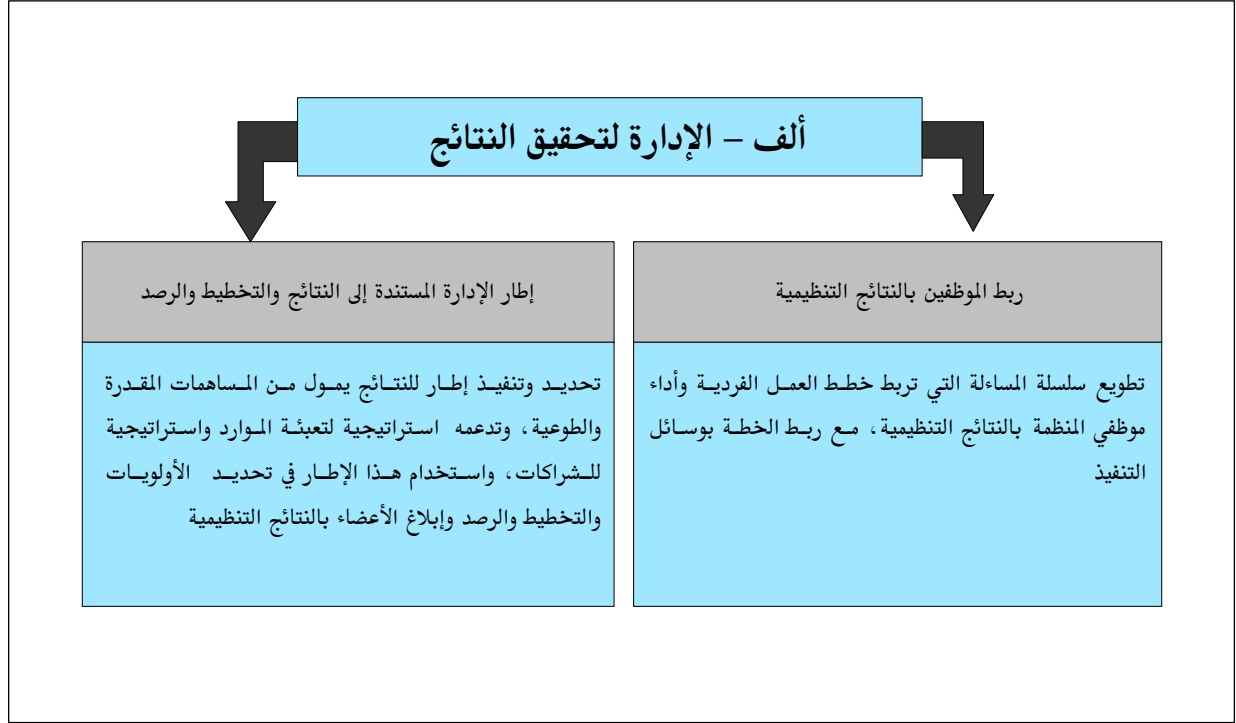 ألف – الإدارة لتحقيق النتائج
ربط الموظفين بالنتائج التنظيمية
تطويع سلسلة المساءلة التي تربط خطط العمل الفردية وأداء
موظفي المنظمة بالنتائج التنظيمية، مع ربط الخطة بوسائل
التنفيذ
إطار الإدارة المستندة إلى النتائج والتخطيط والرصد
تحديد وتنفيذ إطار للنتائج يمول من المساهمات المقدرة
والطوعية، وتدعمه استراتيجية لتعبئة الموارد واستراتيجية
للشراكات، واستخدام هذا الإطار في تحديد الأولويات
والتخطيط والرصد وإبلاغ الأعضاء بالنتائج التنظيمية